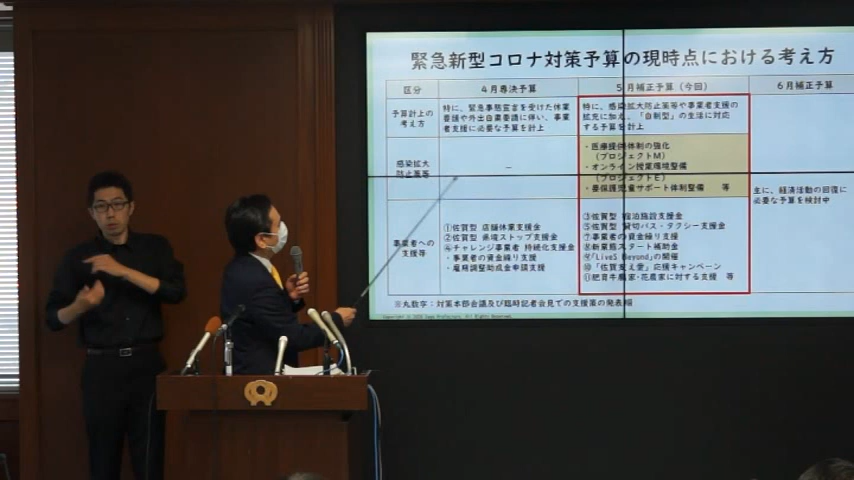 緊急新型コロナ対策予算の現時点における考え方
区分
4月専決予算
5月補正予算（今回）
6月補正予算
予算計上の
考え方
特に、緊急事態宣言を受けた休業
要請や外出自粛要請に伴い、事業
者支援に必要な予算を計上
特に、感染拡大防止策等や事業者支援の
拡充に加え、「自制型」の生活に対応
する予算を計上
感染拡大
防止策等
－
・医療提供体制の強化
（プロジェクトM）
・オンライン授業環境整備
（プロジェクトE）
・要保護児童サポート体制整備 等
主に、経済活動の回復に
必要な予算を検討中
事業者への
支援等
①佐賀型 店舗休業支援金
②佐賀型 県境ストップ支援金
④チャレンジ事業者 持続化支援金
・事業者の資金繰り支援
・雇用調整助成金申請支援
③佐賀型 宿泊施設支援金
⑤佐賀型 貸切バス・タクシー支援金
⑦事業者の資金繰り支援
⑧新業態スタート補助金
⑨「LiveS Beyond」の開催
⑩「佐賀支え愛」応援キャンペーン
⑪肥育牛農家・花農家に対する支援 等
※丸数字：対策本部会議及び臨時記者会見での支援策の発表順
Copyright © 2020 Saga Prefecture. All Rights Reserved.